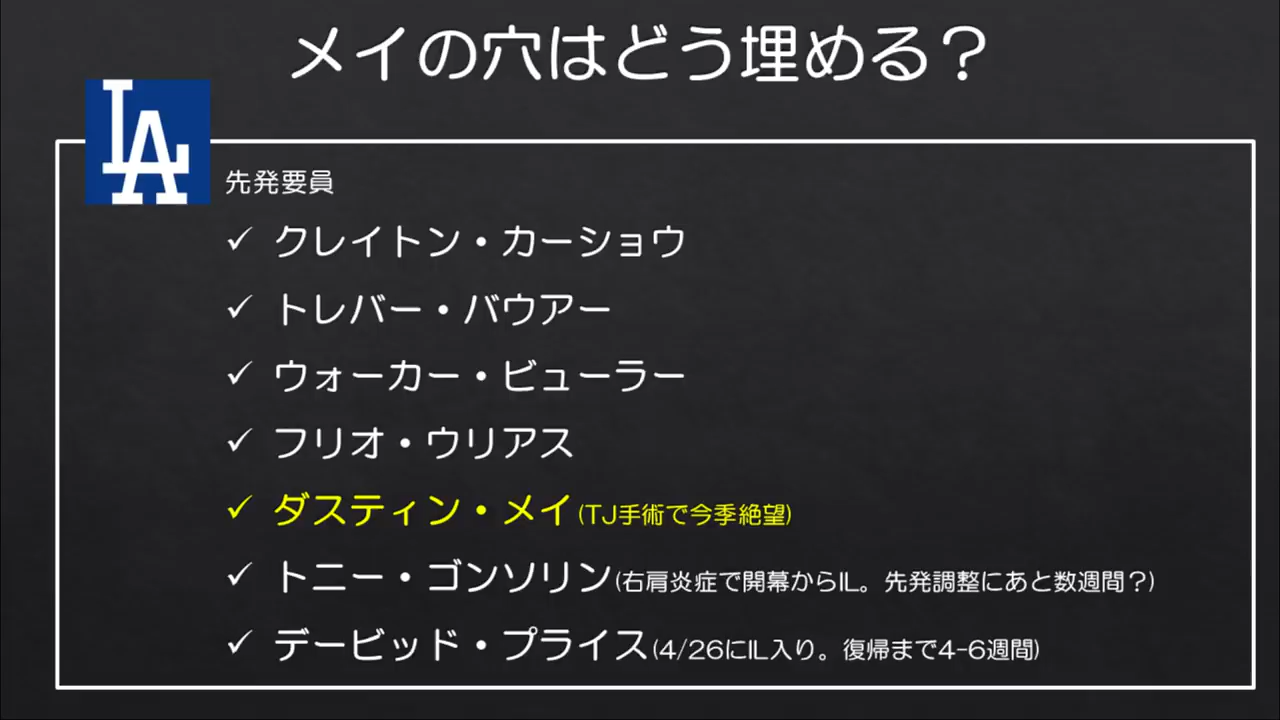 メイの穴はどう埋める？
LA
先発要員
✓ クレイトン・カーショウ
✓ トレバー・バウアー
✓ ウォーカー・ビューラー
✓ フリオ・ウリアス
✓ ダスティン・メイ(TJ手術で今季絶望)
✓ トニー・ゴンソリン(右肩炎症で開幕からIL。先発調整にあと数週間？)
✓ デービッド・プライス(4/26にIL入り。復帰まで4-6週間)